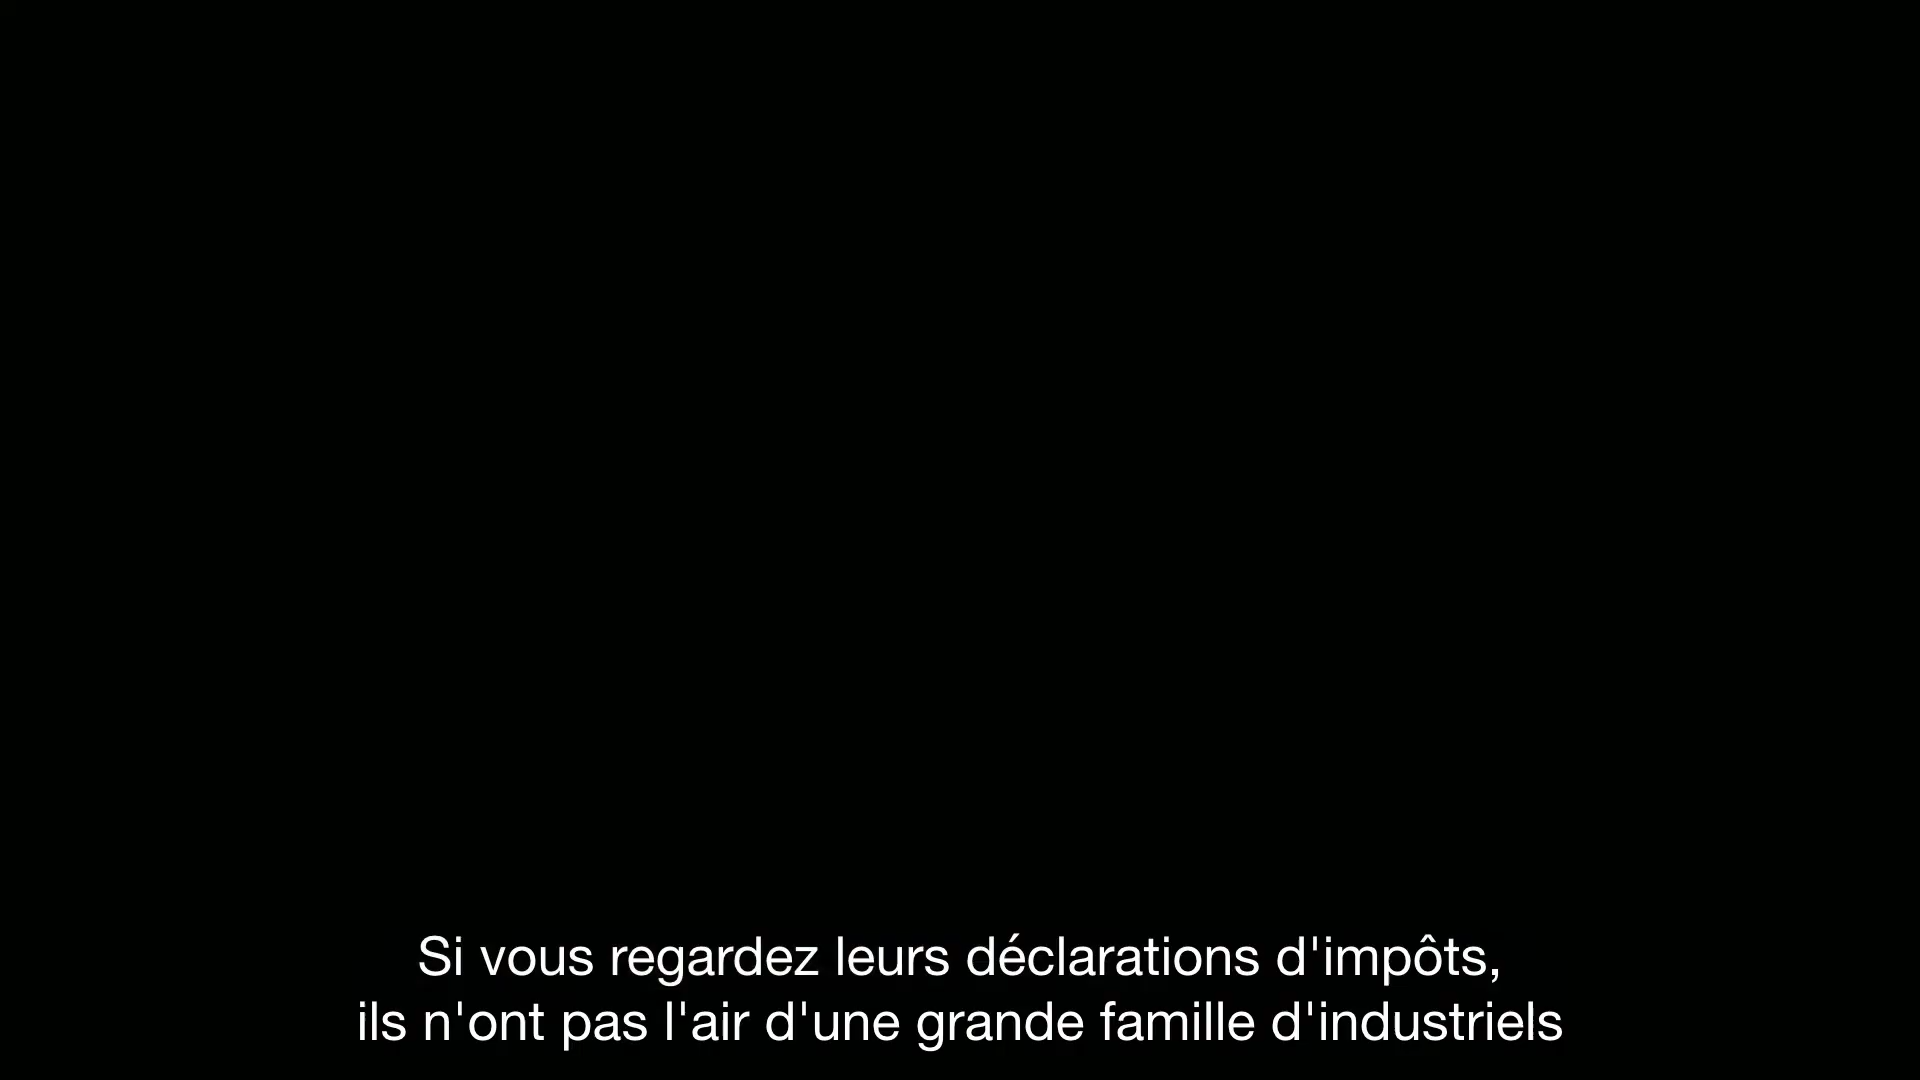 Si vous regardez leurs déclarations d'impôts,
ils n'ont pas l'air d'une grande famille d'industriels